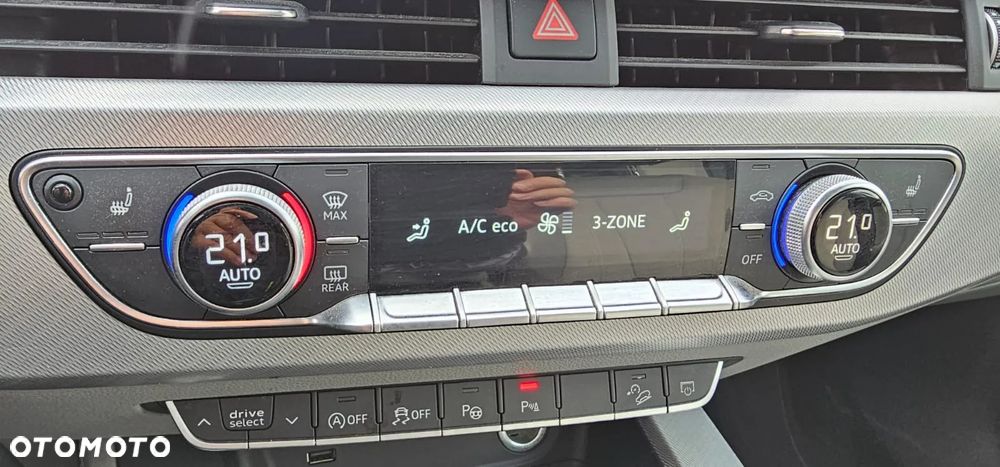 MAX
21.0
AUTO
REAR
A/C eco
3-ZONE
21.0
AUTO
OFF
drive
select
A OFF
OFF
P
P
OTOMOTO